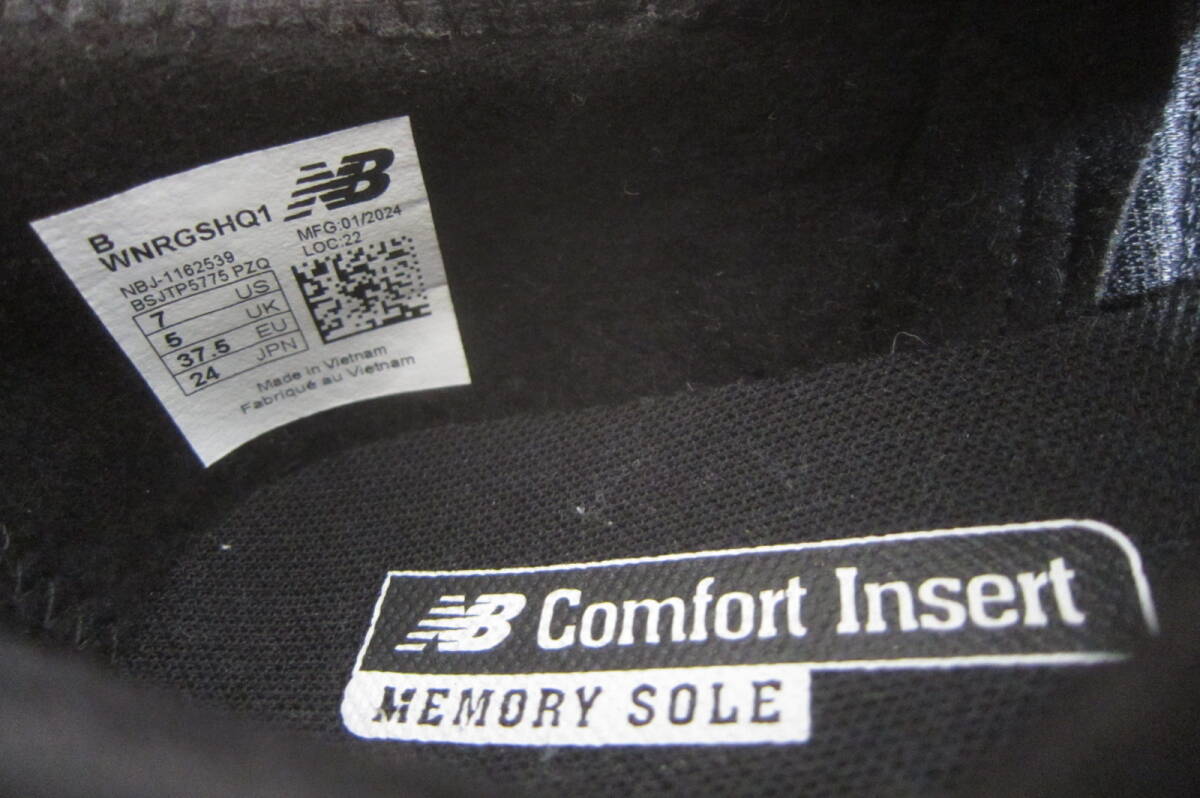 B
WNRGSHQ1
NB
MFG:01/2024
LOC:22
NBJ-1162539
BSJTP5775 PZQ
7 US
5 UK
37.5 EU
24 JPN
Made in Vietnam
Fabriqué au Vietnam
NB Comfort Insert
MEMORY SOLE